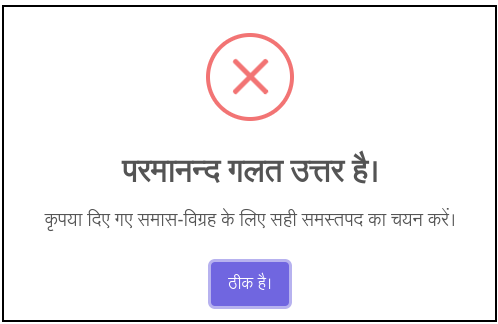 परमानन्द गलत उत्तर है।
कृपया दिए गए समास-विग्रह के लिए सही समस्तपद का चयन करें।
ठीक है।